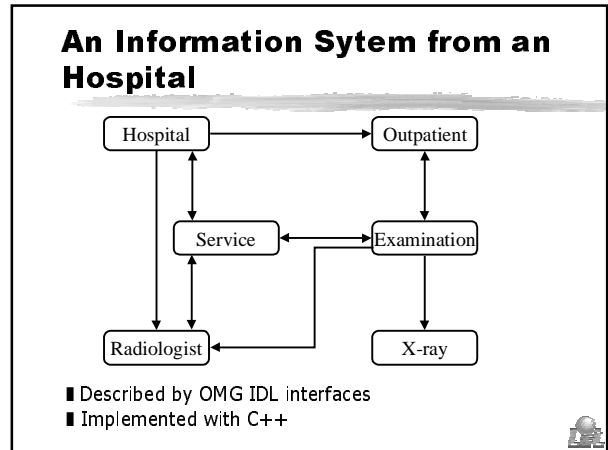 An Information Sytem from an
Hospital
Hospital
Outpatient
Service
Examination
Radiologist
X-ray
Described by OMG IDL interfaces
Implemented with C++